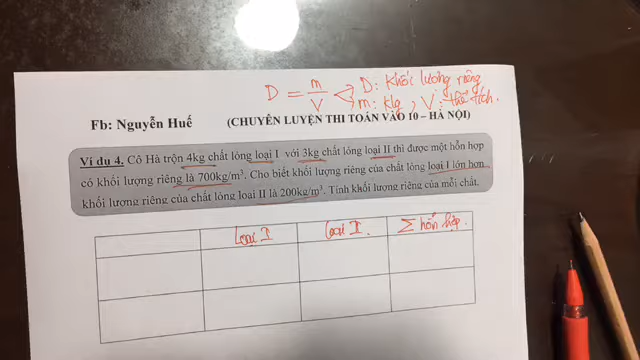 D = m/V
D: Khối lượng riêng
m: klg, V: thể tích.
Fb: Nguyễn Huế (CHUYÊN LUYỆN THI TOÁN VÀO 10 – HÀ NỘI)
Ví dụ 4. Cô Hà trộn 4kg chất lỏng loại I với 3kg chất lỏng loại II thì được một hỗn hợp
có khối lượng riêng là 700kg/m³. Cho biết khối lượng riêng của chất lỏng loại I lớn hơn
khối lượng riêng của chất lỏng loại II là 200kg/m³. Tính khối lượng riêng của mỗi chất.
loại I loại I. Σ hỗn hợp.